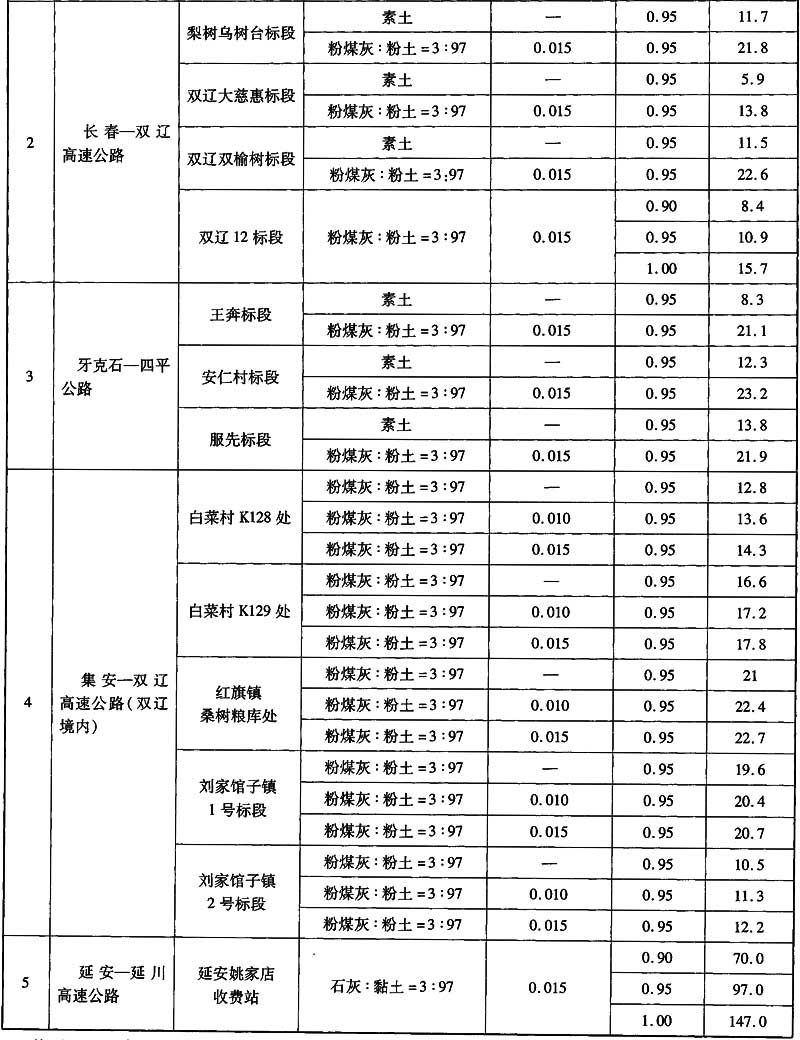 2
长春—双辽
高速公路
梨树乌树台标段
素土 — 0.95 11.7
粉煤灰:粉土=3:97 0.015 0.95 21.8
双辽大慈惠标段
素土 — 0.95 5.9
粉煤灰:粉土=3:97 0.015 0.95 13.8
双辽双榆树标段
素土 — 0.95 11.5
粉煤灰:粉土=3:97 0.015 0.95 22.6
双辽12标段
粉煤灰:粉土=3:97 0.015
0.90 8.4
0.95 10.9
1.00 15.7
3
牙克石—四平
公路
王奔标段
素土 — 0.95 8.3
粉煤灰:粉土=3:97 0.015 0.95 21.1
安仁村标段
素土 — 0.95 12.3
粉煤灰:粉土=3:97 0.015 0.95 23.2
服先标段
素土 — 0.95 13.8
粉煤灰:粉土=3:97 0.015 0.95 21.9
4
集安—双辽
高速公路(双辽
境内)
白菜村K128处
粉煤灰:粉土=3:97 — 0.95 12.8
粉煤灰:粉土=3:97 0.010 0.95 13.6
粉煤灰:粉土=3:97 0.015 0.95 14.3
白菜村K129处
粉煤灰:粉土=3:97 — 0.95 16.6
粉煤灰:粉土=3:97 0.010 0.95 17.2
粉煤灰:粉土=3:97 0.015 0.95 17.8
红旗镇
桑树粮库处
粉煤灰:粉土=3:97 — 0.95 21
粉煤灰:粉土=3:97 0.010 0.95 22.4
粉煤灰:粉土=3:97 0.015 0.95 22.7
刘家馆子镇
1号标段
粉煤灰:粉土=3:97 — 0.95 19.6
粉煤灰:粉土=3:97 0.010 0.95 20.4
粉煤灰:粉土=3:97 0.015 0.95 20.7
刘家馆子镇
2号标段
粉煤灰:粉土=3:97 — 0.95 10.5
粉煤灰:粉土=3:97 0.010 0.95 11.3
粉煤灰:粉土=3:97 0.015 0.95 12.2
5
延安—延川
高速公路
延安姚家店
收费站
石灰:黏土=3:97 0.015
0.90 70.0
0.95 97.0
1.00 147.0